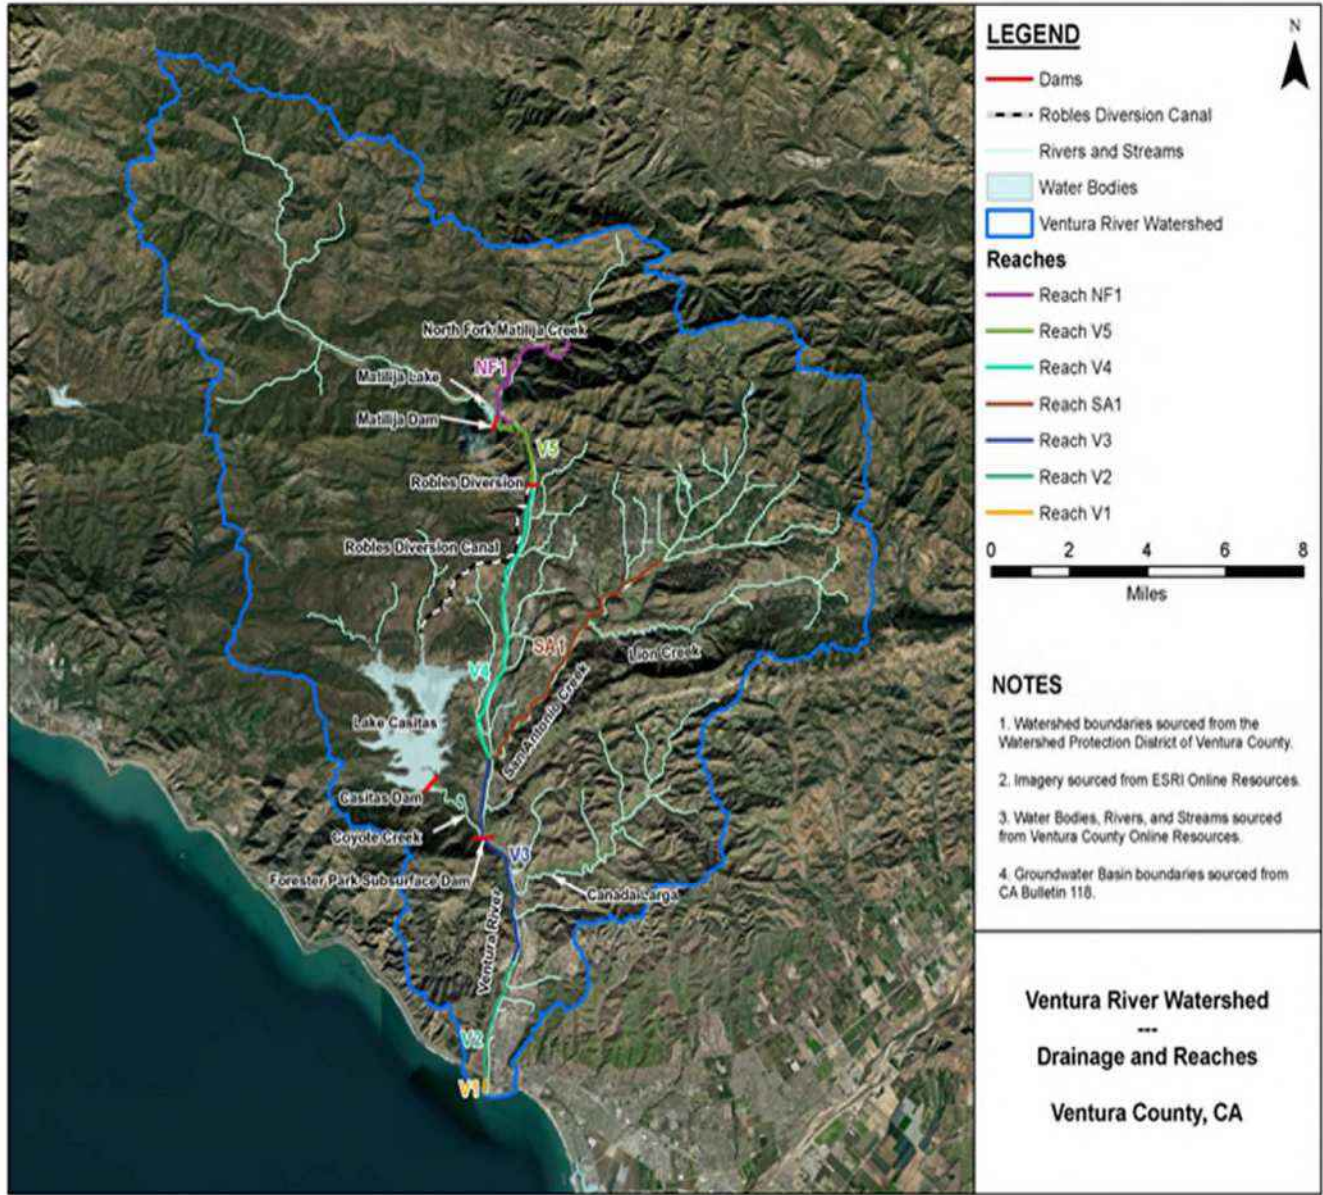 LEGEND
N
Dams
Robles Diversion Canal
Rivers and Streams
Water Bodies
Ventura River Watershed
Reaches
Reach NF1
Reach V5
Reach V4
Reach SA1
Reach V3
Reach V2
Reach V1
0 2 4 6 8
Miles
NOTES
1. Watershed boundaries sourced from the
Watershed Protection District of Ventura County.
2. Imagery sourced from ESRI Online Resources.
3. Water Bodies, Rivers, and Streams sourced
from Ventura County Online Resources.
4. Groundwater Basin boundaries sourced from
CA Bulletin 118.
Ventura River Watershed
---
Drainage and Reaches
Ventura County, CA
North Fork Matilija Creek
NF1
Matilija Lake
Matilija Dam
V5
Robles Diversion
Robles Diversion Canal
SA1
Lion Creek
V4
San Antonio Creek
Lake Casitas
Casitas Dam
Coyote Creek
V3
Forester Park Subsurface Dam
Canada Larga
Ventura River
V2
V1